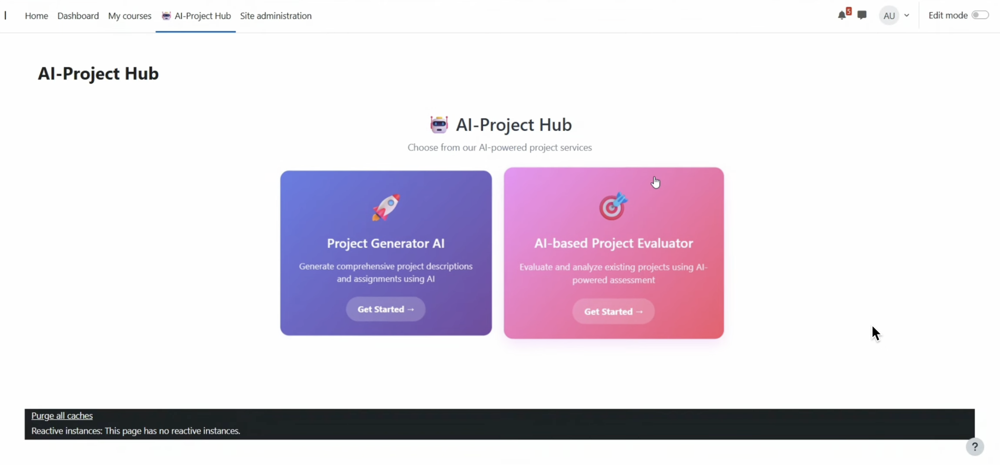 Home Dashboard My courses AI-Project Hub Site administration
5
AU
Edit mode
AI-Project Hub
AI-Project Hub
Choose from our AI-powered project services
Project Generator AI
Generate comprehensive project descriptions
and assignments using AI
Get Started →
AI-based Project Evaluator
Evaluate and analyze existing projects using AI-
powered assessment
Get Started →
Purge all caches
Reactive instances: This page has no reactive instances.
?